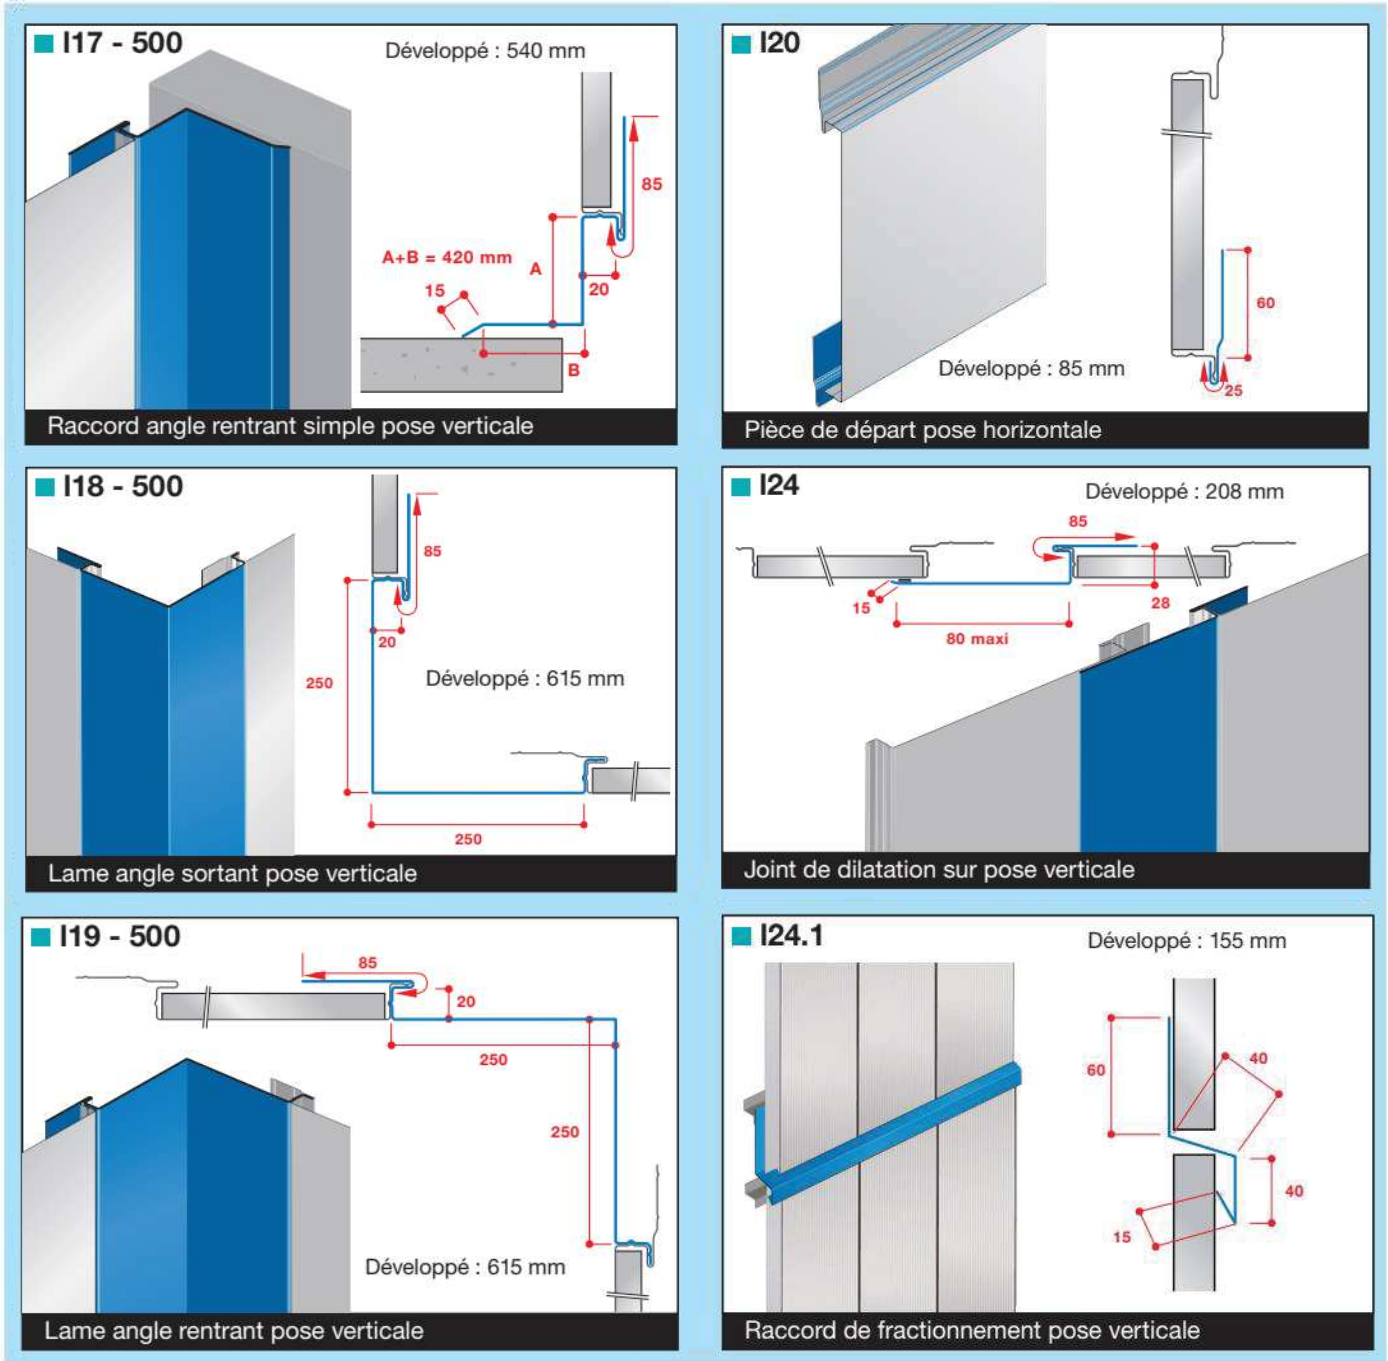 I17 - 500
Développé : 540 mm
85
A+B = 420 mm
A
15
20
B
Raccord angle rentrant simple pose verticale
I20
60
Développé : 85 mm
25
Pièce de départ pose horizontale
I18 - 500
85
20
250
Développé : 615 mm
250
Lame angle sortant pose verticale
I24
Développé : 208 mm
85
15
28
80 maxi
Joint de dilatation sur pose verticale
I19 - 500
85
20
250
250
Développé : 615 mm
Lame angle rentrant pose verticale
I24.1
Développé : 155 mm
40
60
40
15
Raccord de fractionnement pose verticale